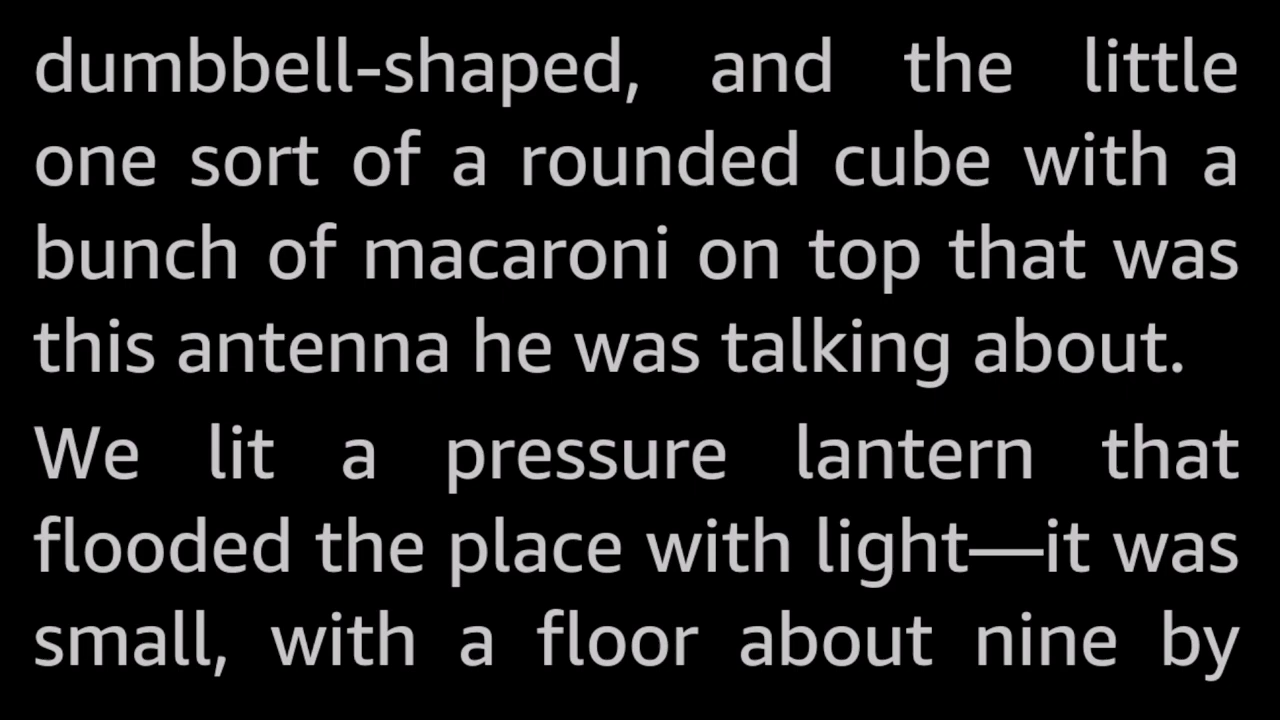 dumbbell-shaped, and the little
one sort of a rounded cube with a
bunch of macaroni on top that was
this antenna he was talking about.
We lit a pressure lantern that
flooded the place with light—it was
small, with a floor about nine by